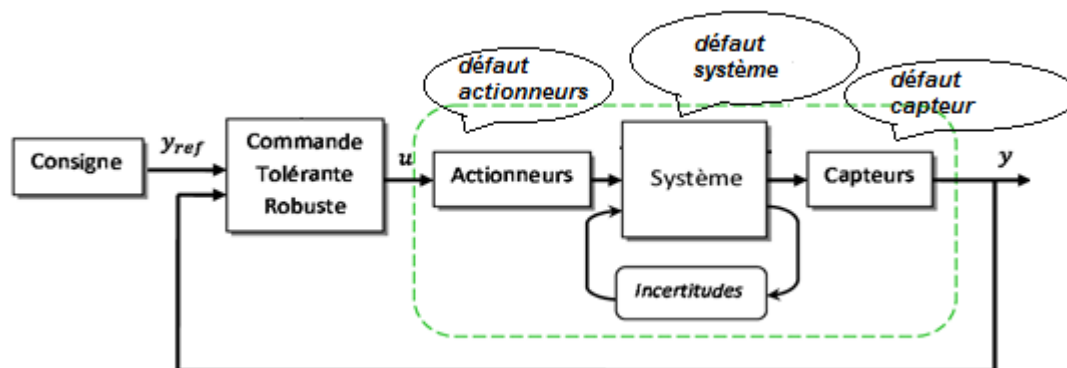 défaut
actionneurs
défaut
système
défaut
capteur
Consigne
y_ref
Commande
Tolérante
Robuste
u
Actionneurs
Système
Capteurs
y
Incertitudes